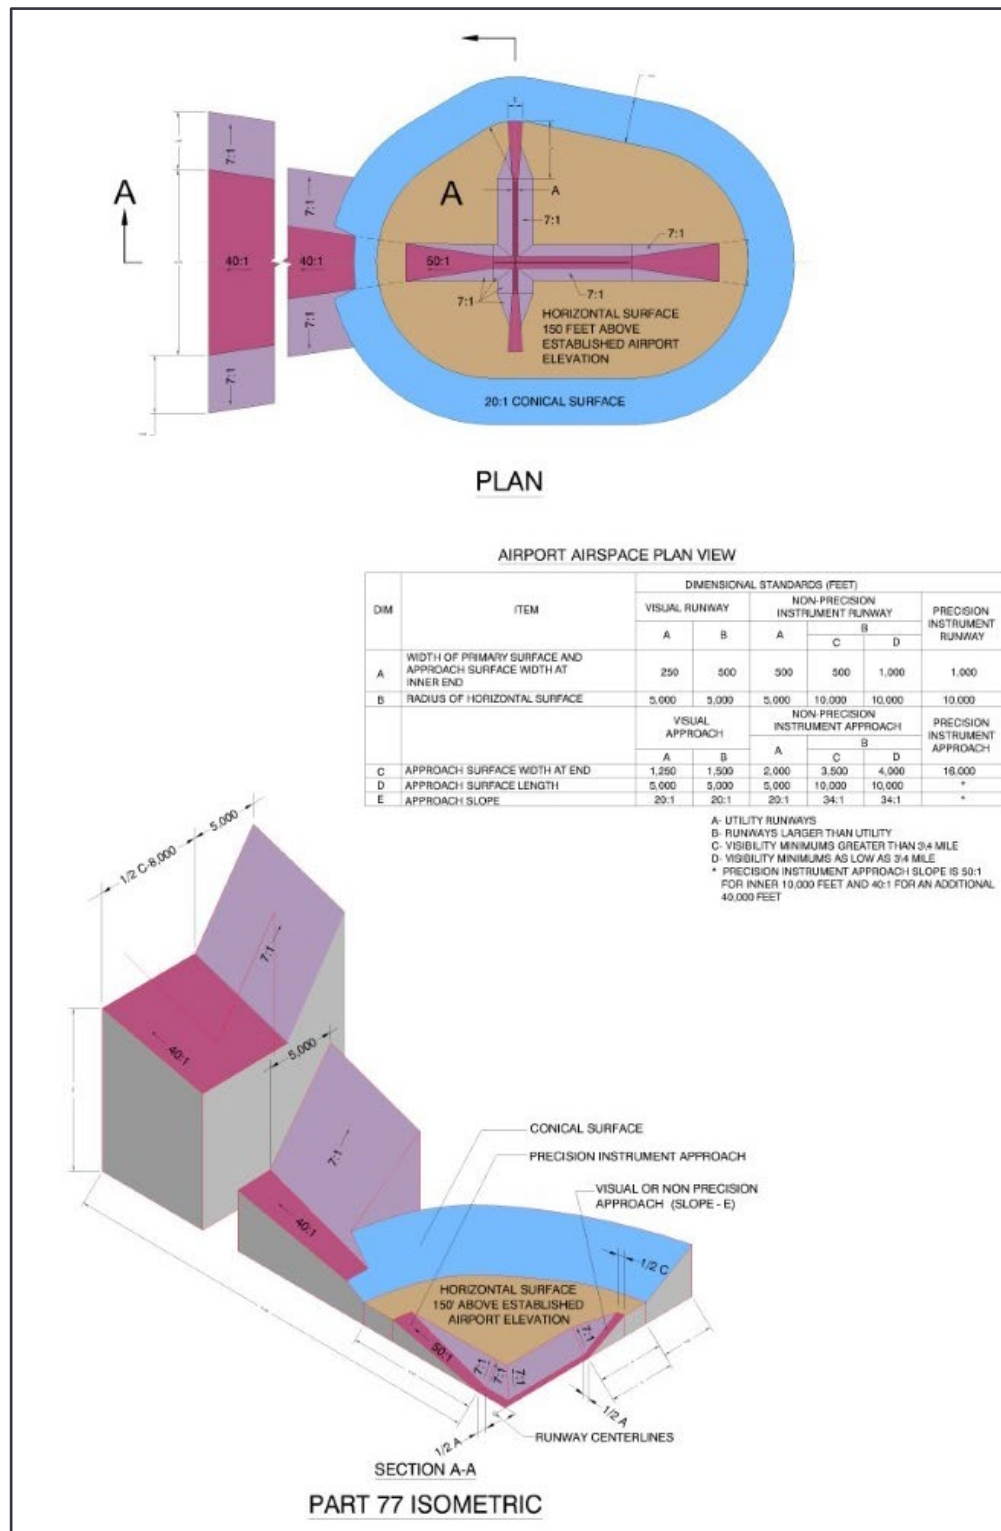 A
A
A
7:1
7:1
7:1
7:1
40:1
40:1
50:1
7:1
7:1
7:1
7:1
HORIZONTAL SURFACE
150 FEET ABOVE
ESTABLISHED AIRPORT
ELEVATION
20:1 CONICAL SURFACE
PLAN
AIRPORT AIRSPACE PLAN VIEW
DIM ITEM DIMENSIONAL STANDARDS (FEET)
VISUAL RUNWAY NON-PRECISION INSTRUMENT RUNWAY PRECISION INSTRUMENT RUNWAY
A B A B
C D
A WIDTH OF PRIMARY SURFACE AND APPROACH SURFACE WIDTH AT INNER END 250 500 500 500 1,000 1,000
B RADIUS OF HORIZONTAL SURFACE 5,000 5,000 5,000 10,000 10,000 10,000
VISUAL APPROACH NON-PRECISION INSTRUMENT APPROACH PRECISION INSTRUMENT APPROACH
A B A B
C D
C APPROACH SURFACE WIDTH AT END 1,250 1,500 2,000 3,500 4,000 16,000
D APPROACH SURFACE LENGTH 5,000 5,000 5,000 10,000 10,000 *
E APPROACH SLOPE 20:1 20:1 20:1 34:1 34:1 *
A- UTILITY RUNWAYS
B- RUNWAYS LARGER THAN UTILITY
C- VISIBILITY MINIMUMS GREATER THAN 3\4 MILE
D- VISIBILITY MINIMUMS AS LOW AS 3\4 MILE
* PRECISION INSTRUMENT APPROACH SLOPE IS 50:1
FOR INNER 10,000 FEET AND 40:1 FOR AN ADDITIONAL
40,000 FEET
5,000
1/2 C-8,000
7:1
40:1
5,000
7:1
40:1
CONICAL SURFACE
PRECISION INSTRUMENT APPROACH
VISUAL OR NON PRECISION
APPROACH (SLOPE - E)
1/2 C
HORIZONTAL SURFACE
150' ABOVE ESTABLISHED
AIRPORT ELEVATION
50:1
7:1
7:1
7:1
7:1
1/2 A
1/2 A
RUNWAY CENTERLINES
SECTION A-A
PART 77 ISOMETRIC